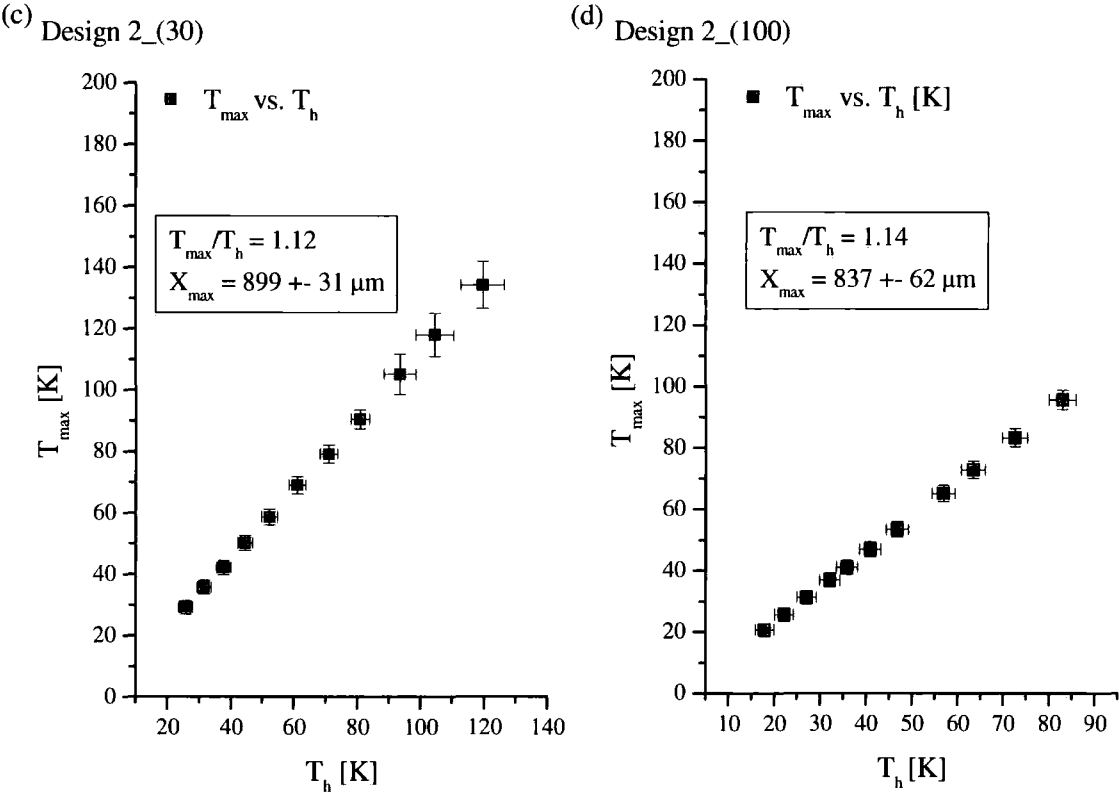 (c) Design 2_(30)
T_max vs. T_h
T_max/T_h = 1.12
X_max = 899 +- 31 μm
T_max [K]
200
180
160
140
120
100
80
60
40
20
0
20 40 60 80 100 120 140
T_h [K]
(d) Design 2_(100)
T_max vs. T_h [K]
T_max/T_h = 1.14
X_max = 837 +- 62 μm
T_max [K]
200
180
160
140
120
100
80
60
40
20
0
10 20 30 40 50 60 70 80 90
T_h [K]